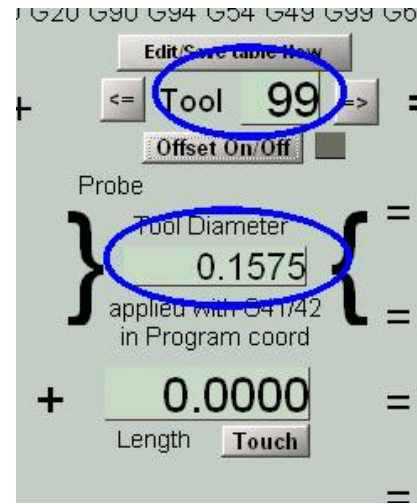 G20 G90 G94 G54 G49 G99 G6
Edit/Save table Now
+ <= Tool 99 => =
Offset On/Off
Probe
} Tool Diameter { =
0.1575
applied with G41/42 =
in Program coord
+ 0.0000 =
Length Touch
=